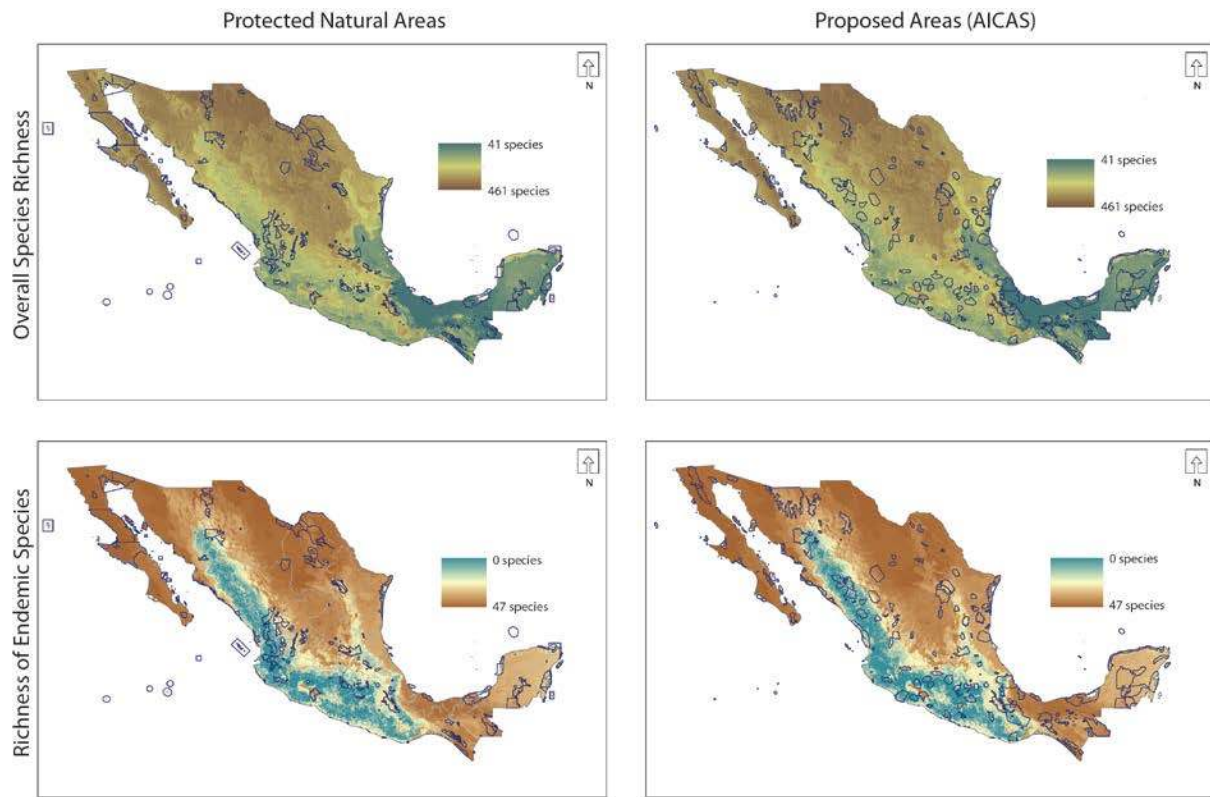 Protected Natural Areas
Proposed Areas (AICAS)
Overall Species Richness
N
41 species
461 species
N
41 species
461 species
Richness of Endemic Species
N
0 species
47 species
N
0 species
47 species